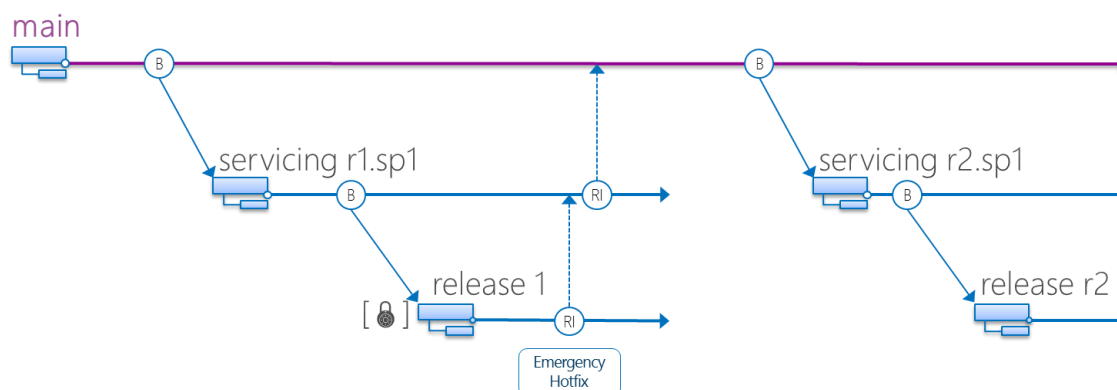 main
B
B
servicing r1.sp1
servicing r2.sp1
B
RI
B
release 1
release r2
[ ]
RI
Emergency
Hotfix